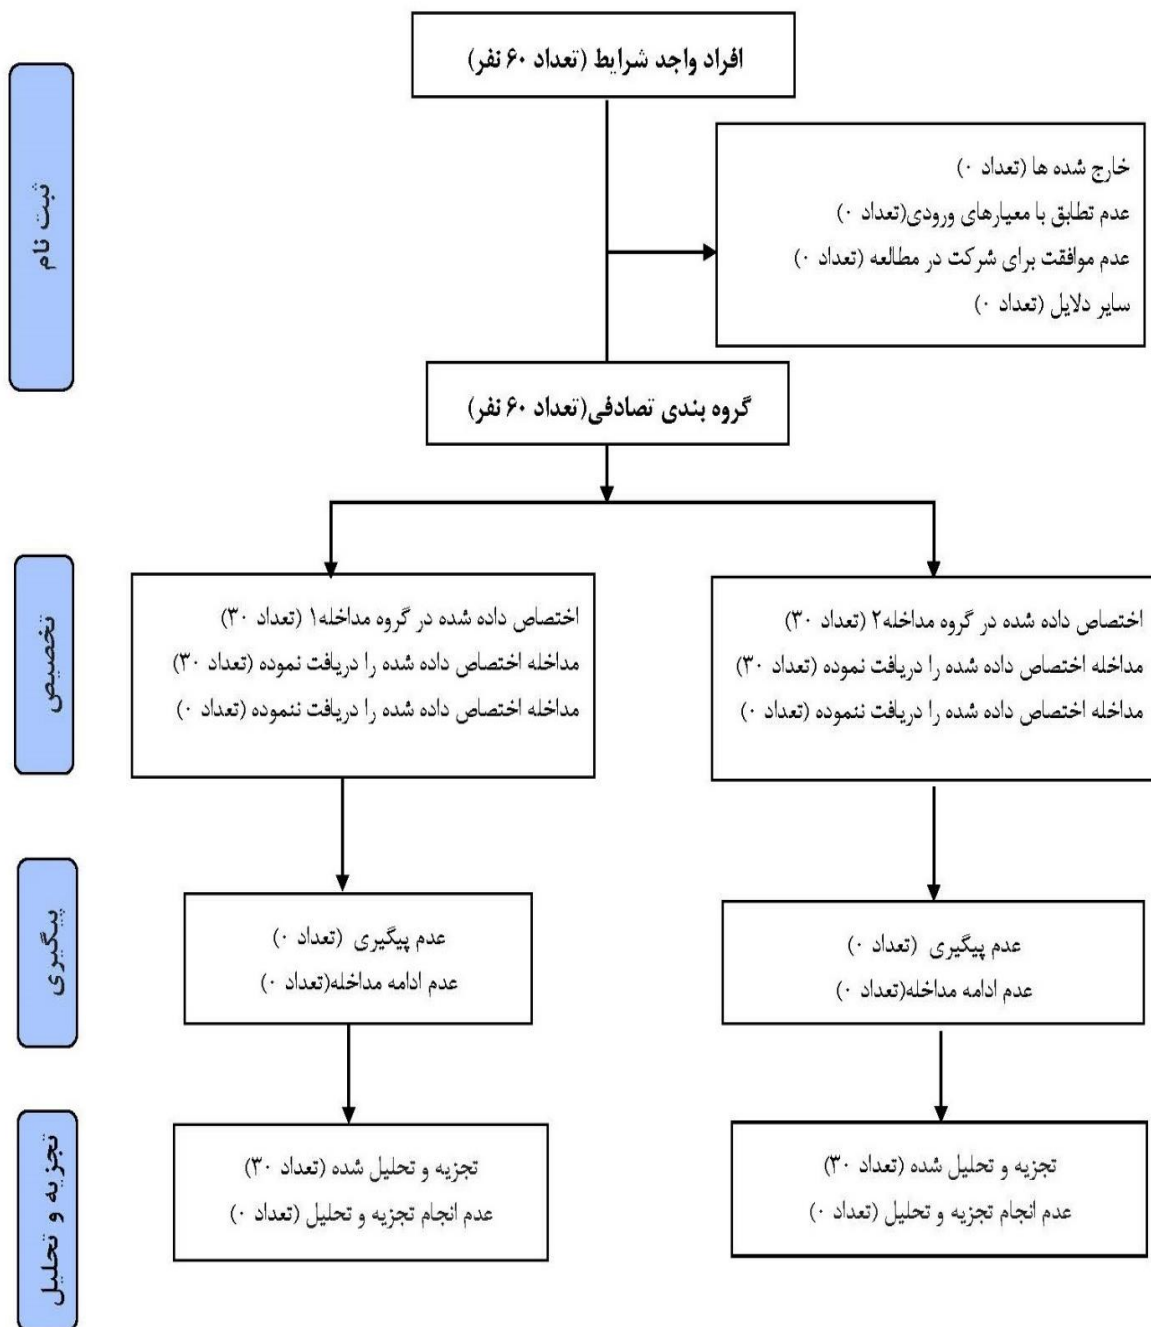 افراد واجد شرایط (تعداد ۶۰ نفر)
ثبت نام
خارج شده ها (تعداد ۰)
عدم تطابق با معیارهای ورودی(تعداد ۰)
عدم موافقت برای شرکت در مطالعه (تعداد ۰)
سایر دلایل (تعداد ۰)
گروه بندی تصادفی(تعداد ۶۰ نفر)
تخصیص
اختصاص داده شده در گروه مداخله۲ (تعداد ۳۰)
مداخله اختصاص داده شده را دریافت نموده (تعداد ۳۰)
مداخله اختصاص داده شده را دریافت ننموده (تعداد ۰)
اختصاص داده شده در گروه مداخله۱ (تعداد ۳۰)
مداخله اختصاص داده شده را دریافت نموده (تعداد ۳۰)
مداخله اختصاص داده شده را دریافت ننموده (تعداد ۰)
پیگیری
عدم پیگیری (تعداد ۰)
عدم ادامه مداخله(تعداد ۰)
عدم پیگیری (تعداد ۰)
عدم ادامه مداخله(تعداد ۰)
تجزیه و تحلیل
تجزیه و تحلیل شده (تعداد ۳۰)
عدم انجام تجزیه و تحلیل (تعداد ۰)
تجزیه و تحلیل شده (تعداد ۳۰)
عدم انجام تجزیه و تحلیل (تعداد ۰)